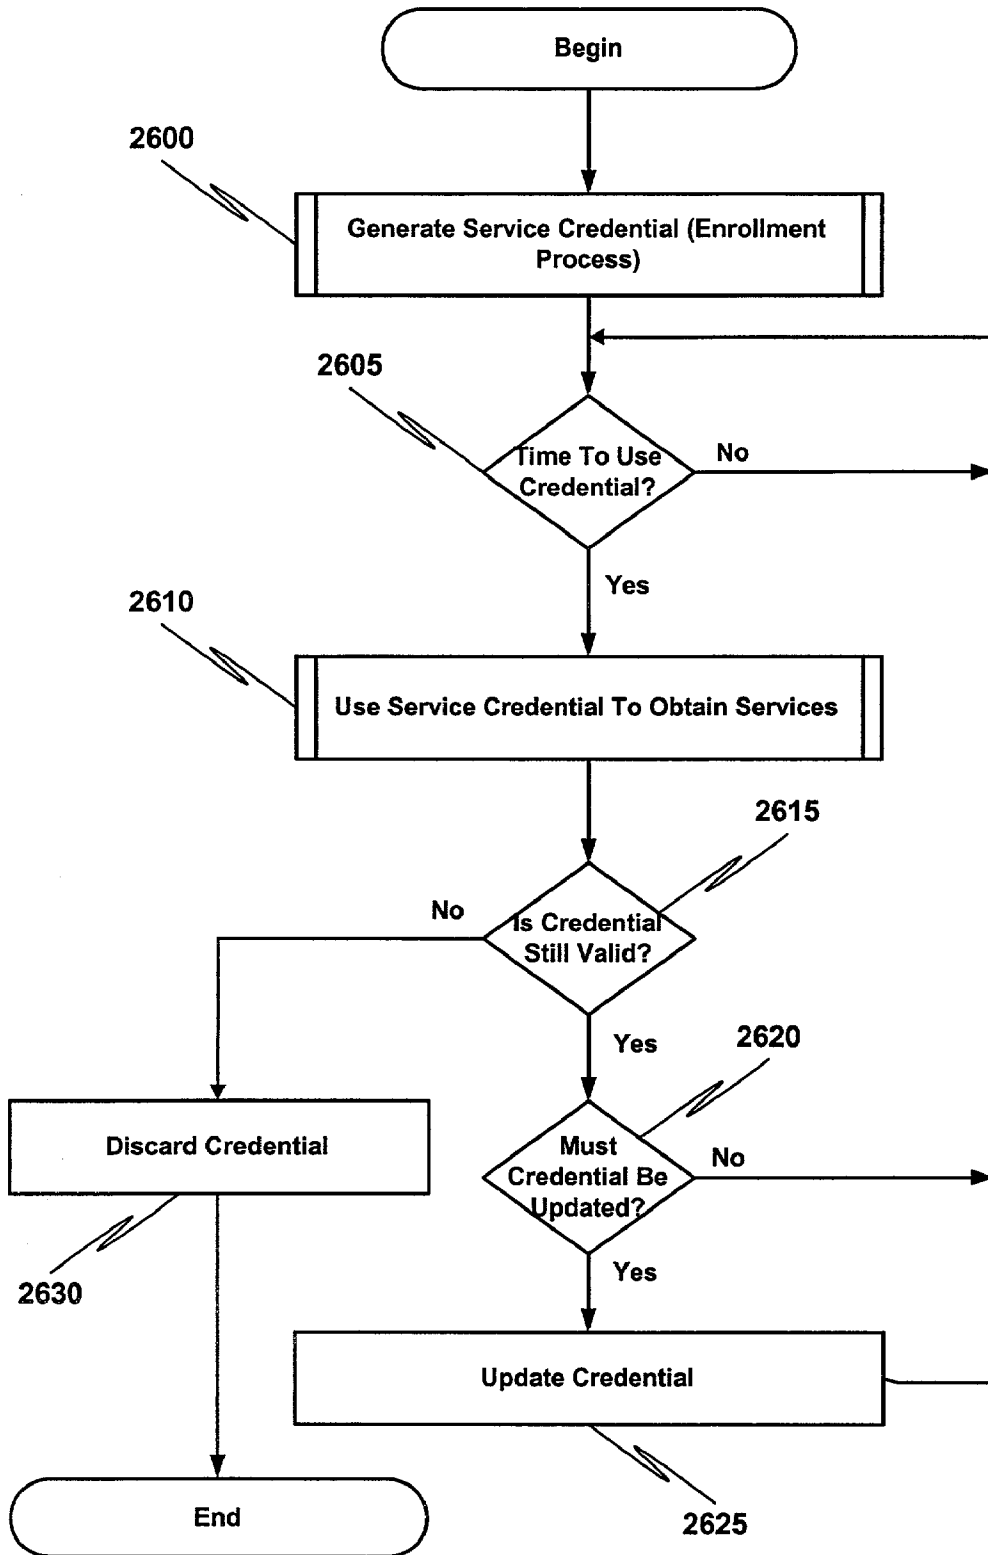 Begin
2600
Generate Service Credential (Enrollment
Process)
2605
Time To Use
Credential?
No
Yes
2610
Use Service Credential To Obtain Services
2615
No
Is Credential
Still Valid?
Yes
2620
Discard Credential
Must
Credential Be
Updated?
No
2630
Yes
Update Credential
End
2625